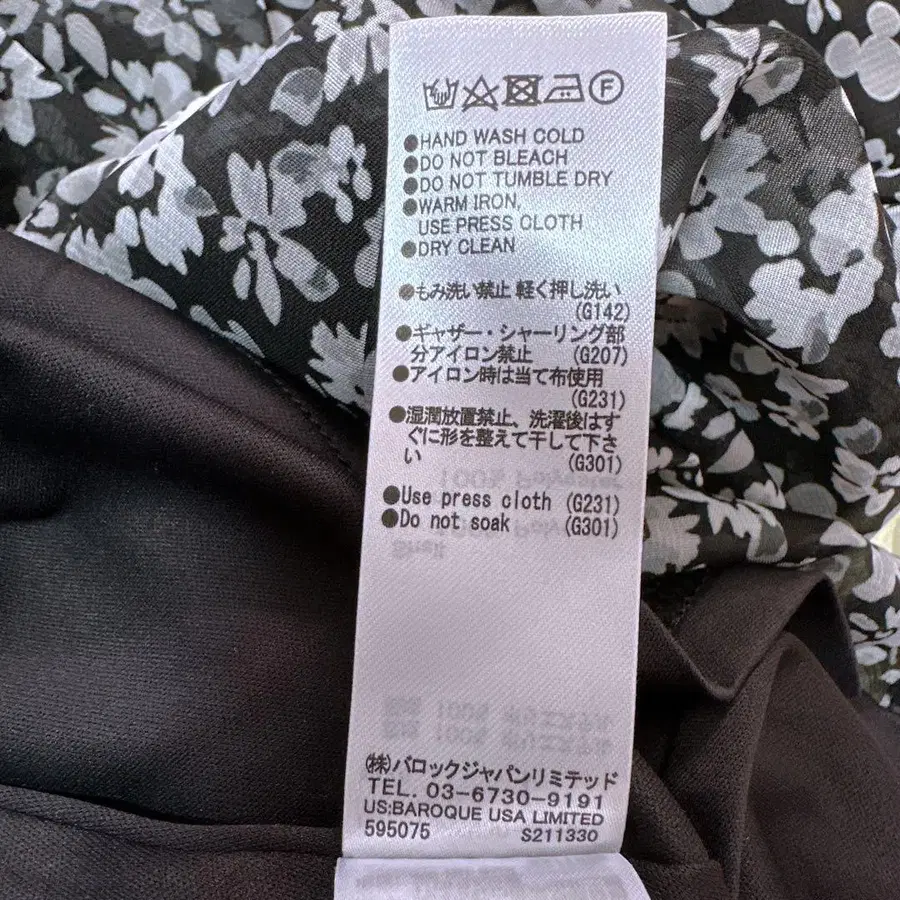 F
●HAND WASH COLD
●DO NOT BLEACH
●DO NOT TUMBLE DRY
●WARM IRON,
USE PRESS CLOTH
●DRY CLEAN
●もみ洗い禁止 軽く押し洗い
(G142)
●ギャザー・シャーリング部
分アイロン禁止 (G207)
●アイロン時は当て布使用
(G231)
●湿潤放置禁止、洗濯後はす
ぐに形を整えて干して下さ
い (G301)
●Use press cloth (G231)
●Do not soak (G301)
(株)バロックジャパンリミテッド
TEL. 03-6730-9191
US:BAROQUE USA LIMITED
595075 S211330